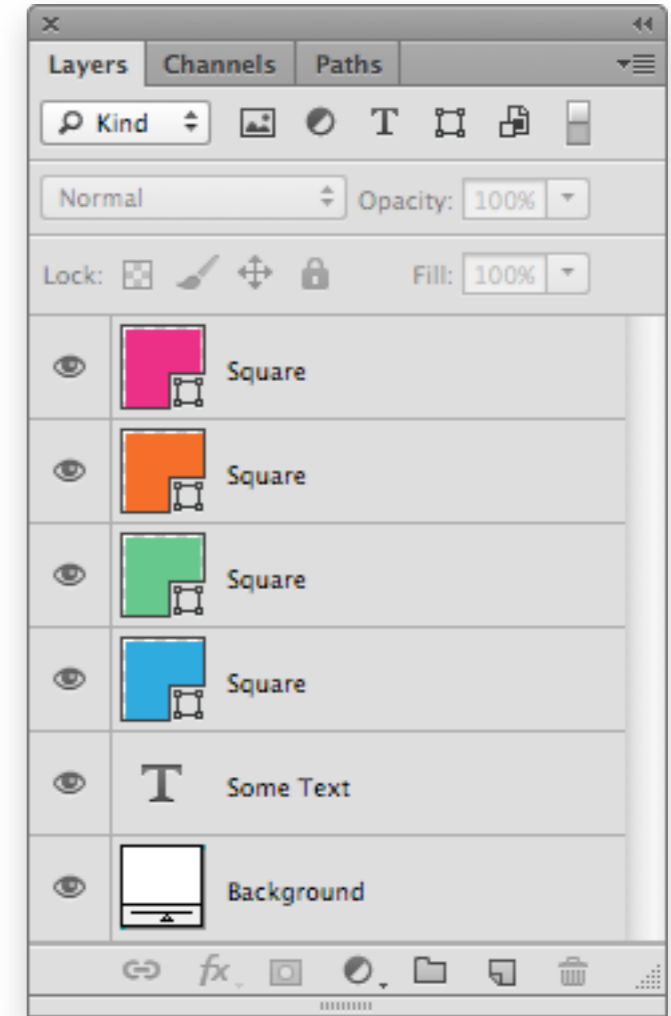 Layers Channels Paths
Kind T
Normal Opacity: 100%
Lock: Fill: 100%
Square
Square
Square
Square
T Some Text
Background
fx